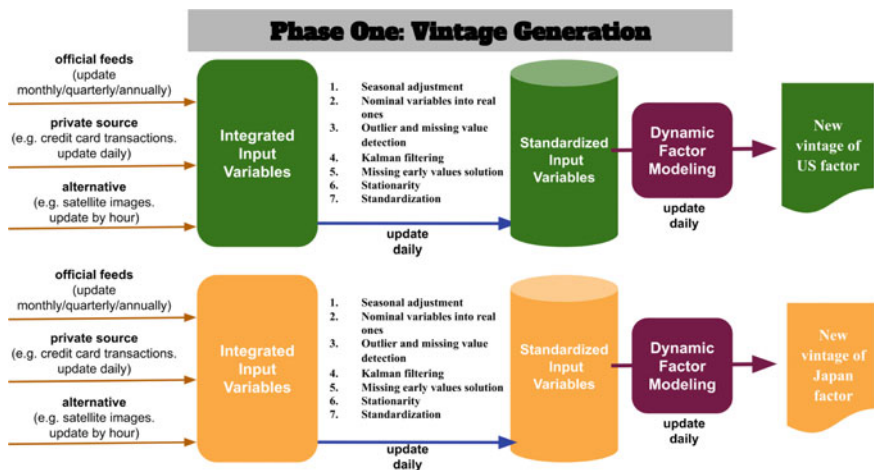 Phase One: Vintage Generation
official feeds
(update
monthly/quarterly/annually)
private source
(e.g. credit card transactions.
update daily)
alternative
(e.g. satellite images.
update by hour)
Integrated
Input
Variables
1. Seasonal adjustment
2. Nominal variables into real
ones
3. Outlier and missing value
detection
4. Kalman filtering
5. Missing early values solution
6. Stationarity
7. Standardization
update
daily
Standardized
Input
Variables
Dynamic
Factor
Modeling
update
daily
New
vintage of
US factor
official feeds
(update
monthly/quarterly/annually)
private source
(e.g. credit card transactions.
update daily)
alternative
(e.g. satellite images.
update by hour)
Integrated
Input
Variables
1. Seasonal adjustment
2. Nominal variables into real
ones
3. Outlier and missing value
detection
4. Kalman filtering
5. Missing early values solution
6. Stationarity
7. Standardization
update
daily
Standardized
Input
Variables
Dynamic
Factor
Modeling
update
daily
New
vintage of
Japan
factor